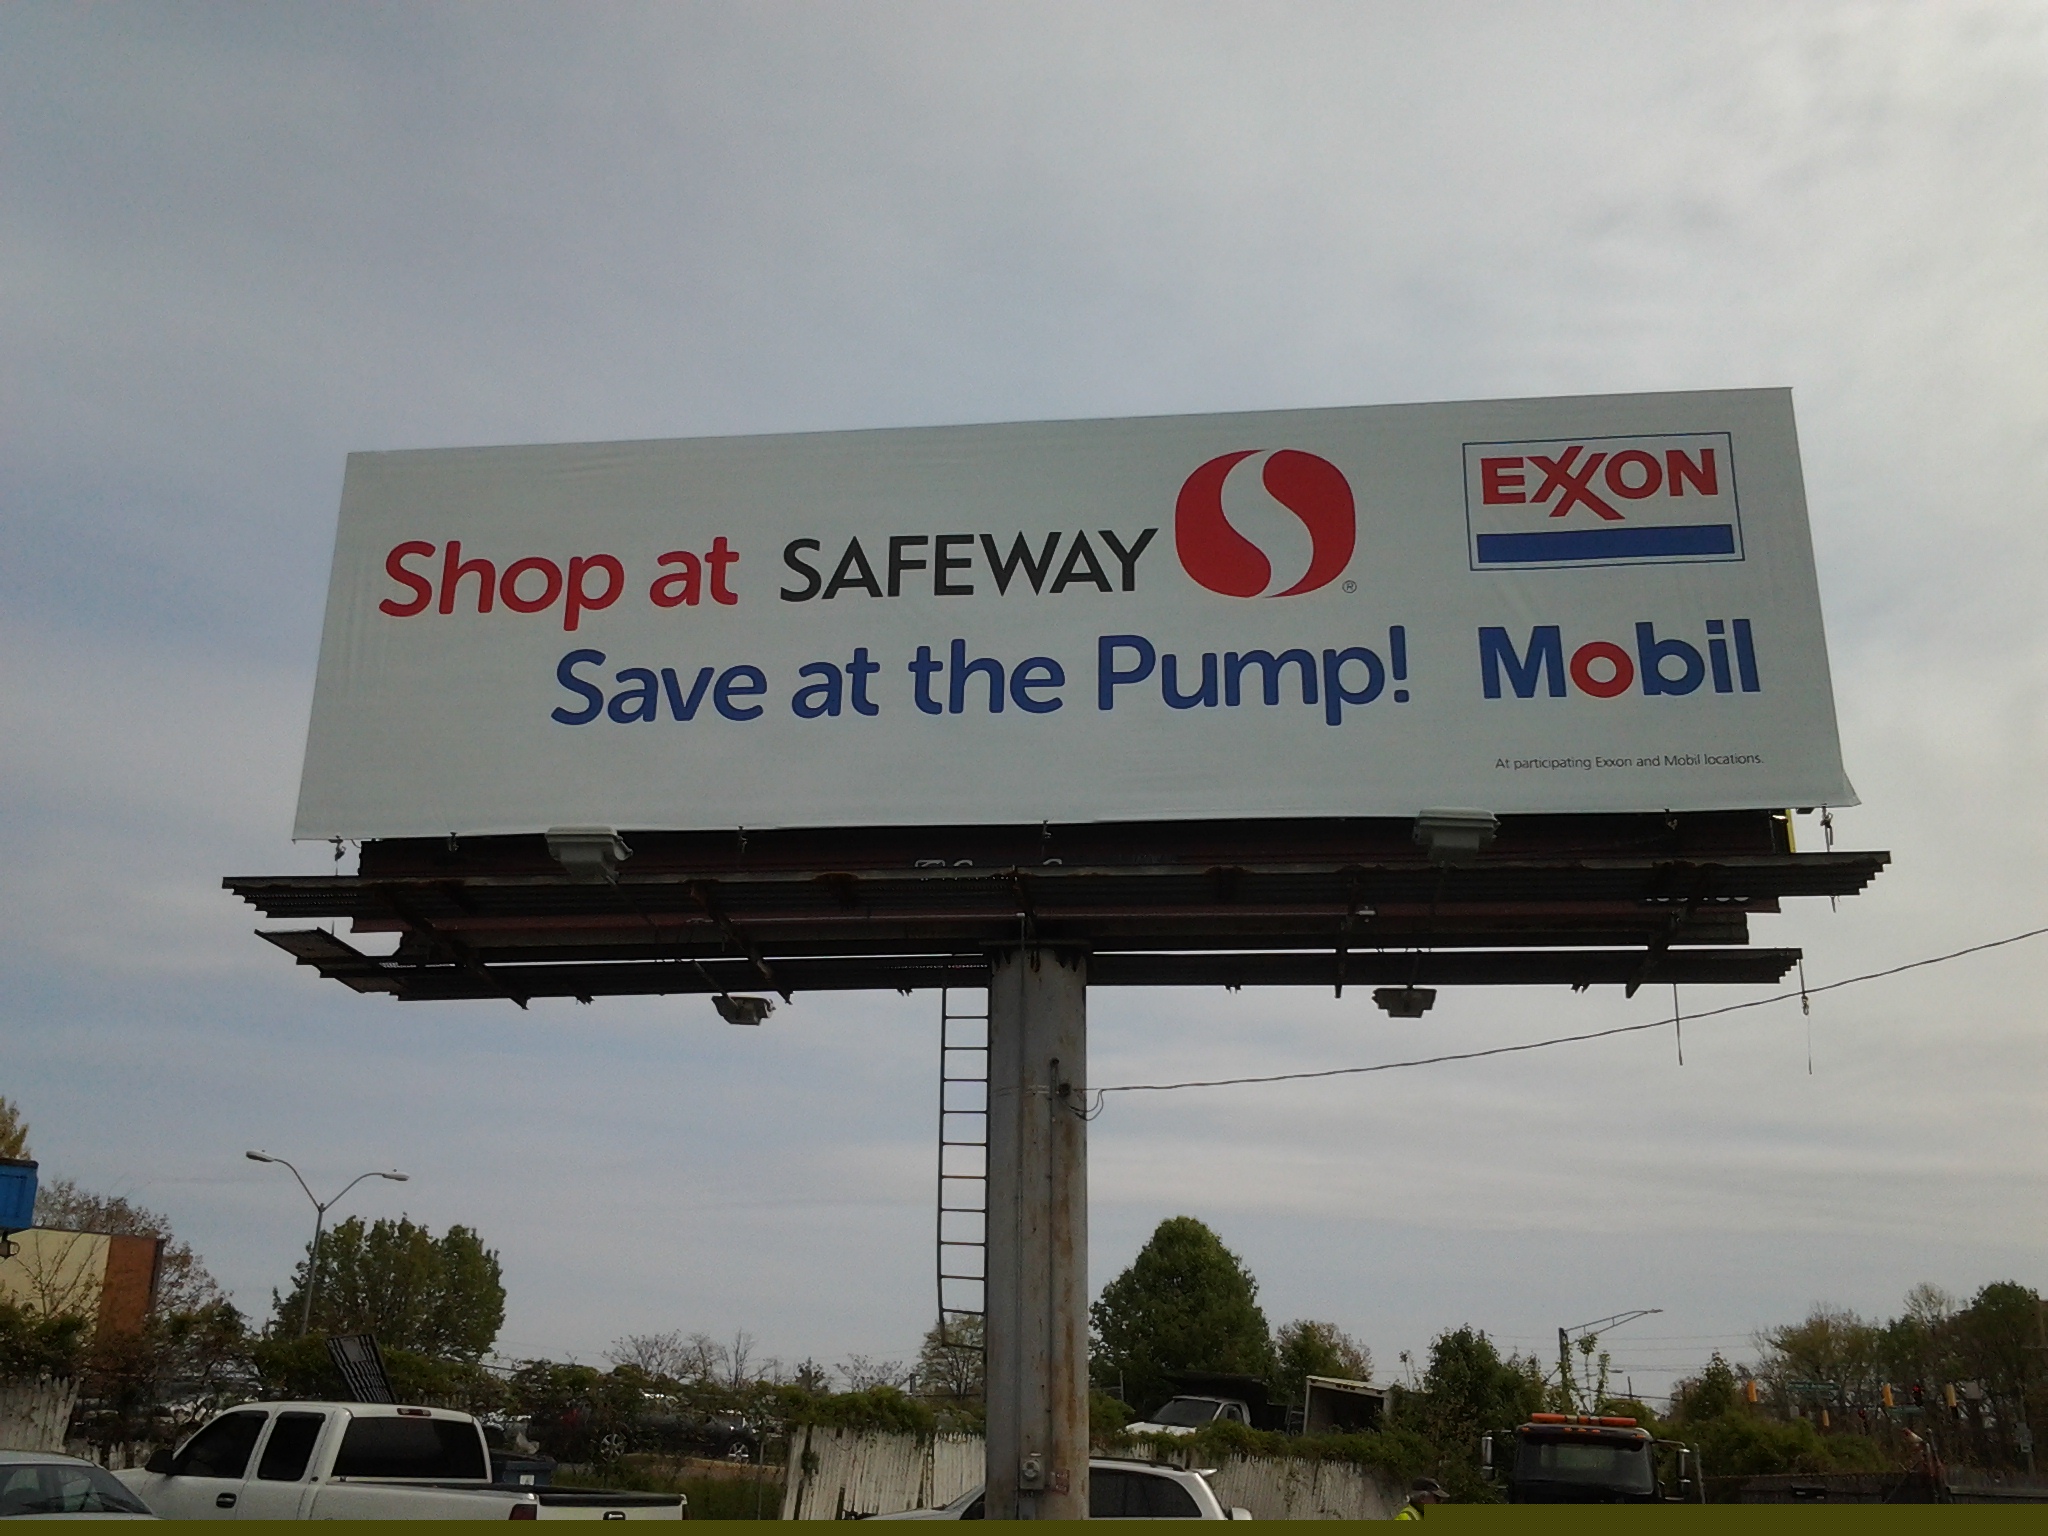 Shop at SAFEWAY ®
Save at the Pump!
EXXON
Mobil
At participating Exxon and Mobil locations.